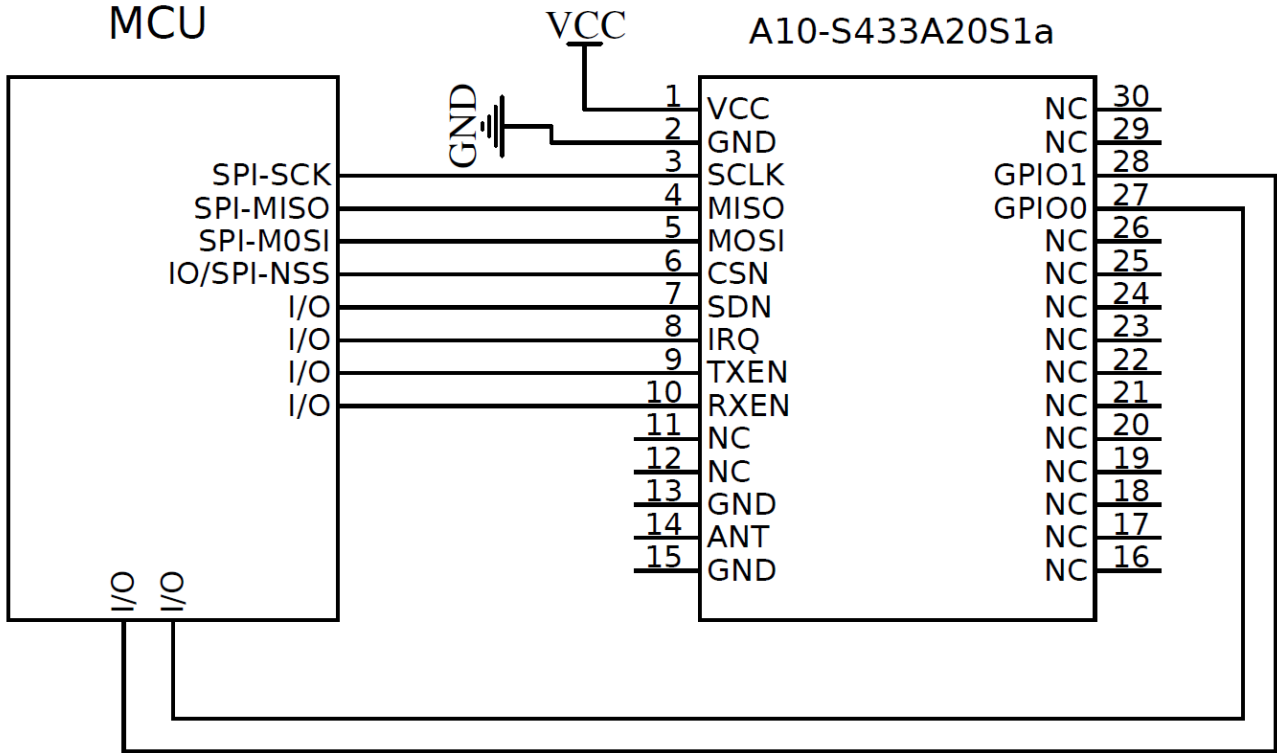 MCU
VCC
A10-S433A20S1a
GND
SPI-SCK
SPI-MISO
SPI-M0SI
IO/SPI-NSS
I/O
I/O
I/O
I/O
I/O
I/O
1 VCC
2 GND
3 SCLK
4 MISO
5 MOSI
6 CSN
7 SDN
8 IRQ
9 TXEN
10 RXEN
11 NC
12 NC
13 GND
14 ANT
15 GND
NC 30
NC 29
GPIO1 28
GPIO0 27
NC 26
NC 25
NC 24
NC 23
NC 22
NC 21
NC 20
NC 19
NC 18
NC 17
NC 16